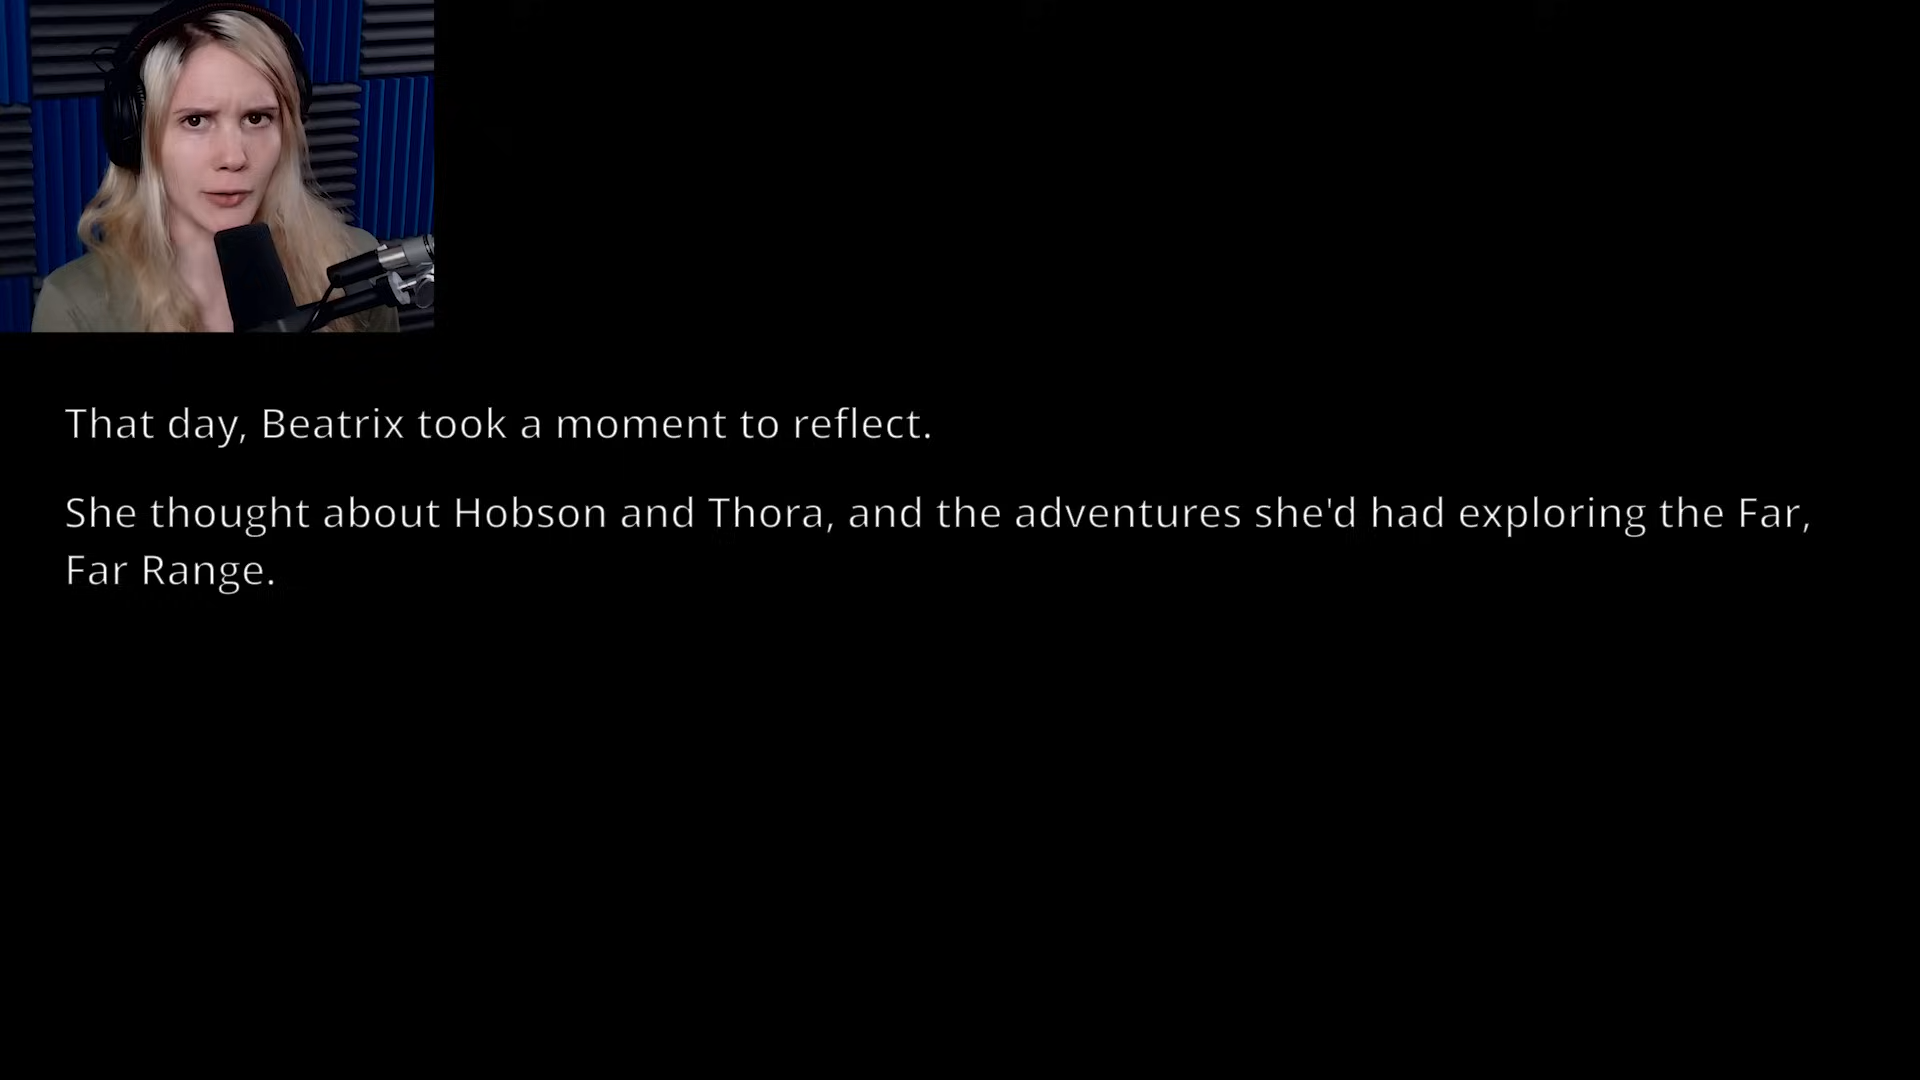 That day, Beatrix took a moment to reflect.
She thought about Hobson and Thora, and the adventures she'd had exploring the Far,
Far Range.